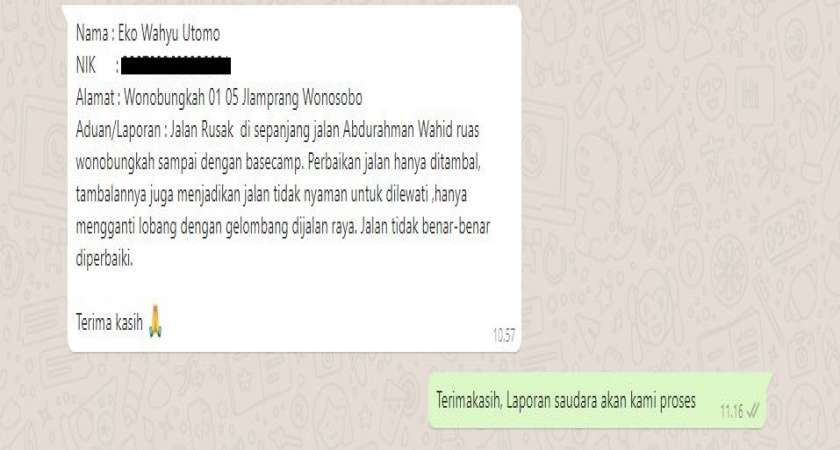 Nama : Eko Wahyu Utomo
NIK :
Alamat : Wonobungkah 01 05 Jlamprang Wonosobo
Aduan/Laporan : Jalan Rusak di sepanjang jalan Abdurahman Wahid ruas
wonobungkah sampai dengan basecamp. Perbaikan jalan hanya ditambal,
tambalannya juga menjadikan jalan tidak nyaman untuk dilewati ,hanya
mengganti lobang dengan gelombang dijalan raya. Jalan tidak benar-benar
diperbaiki.
Terima kasih 🙏
10.57
Terimakasih, Laporan saudara akan kami proses
11.16